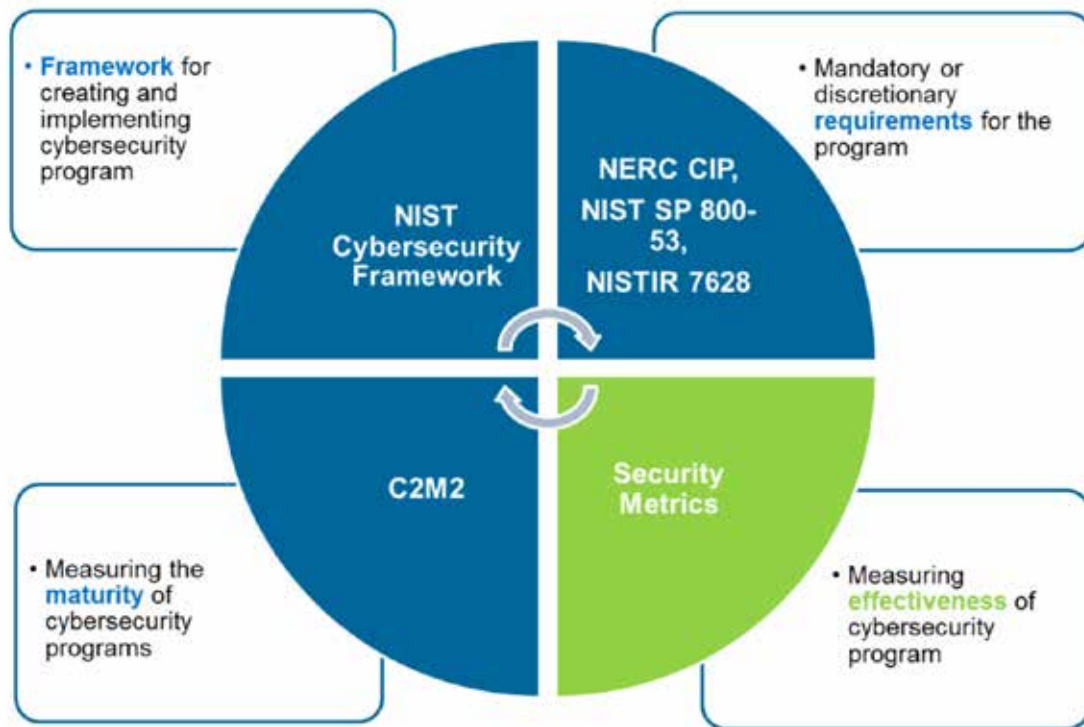 • Framework for
creating and
implementing
cybersecurity
program
• Mandatory or
discretionary
requirements for the
program
NIST
Cybersecurity
Framework
NERC CIP,
NIST SP 800-
53,
NISTIR 7628
C2M2
Security
Metrics
• Measuring the
maturity of
cybersecurity
programs
• Measuring
effectiveness of
cybersecurity
program